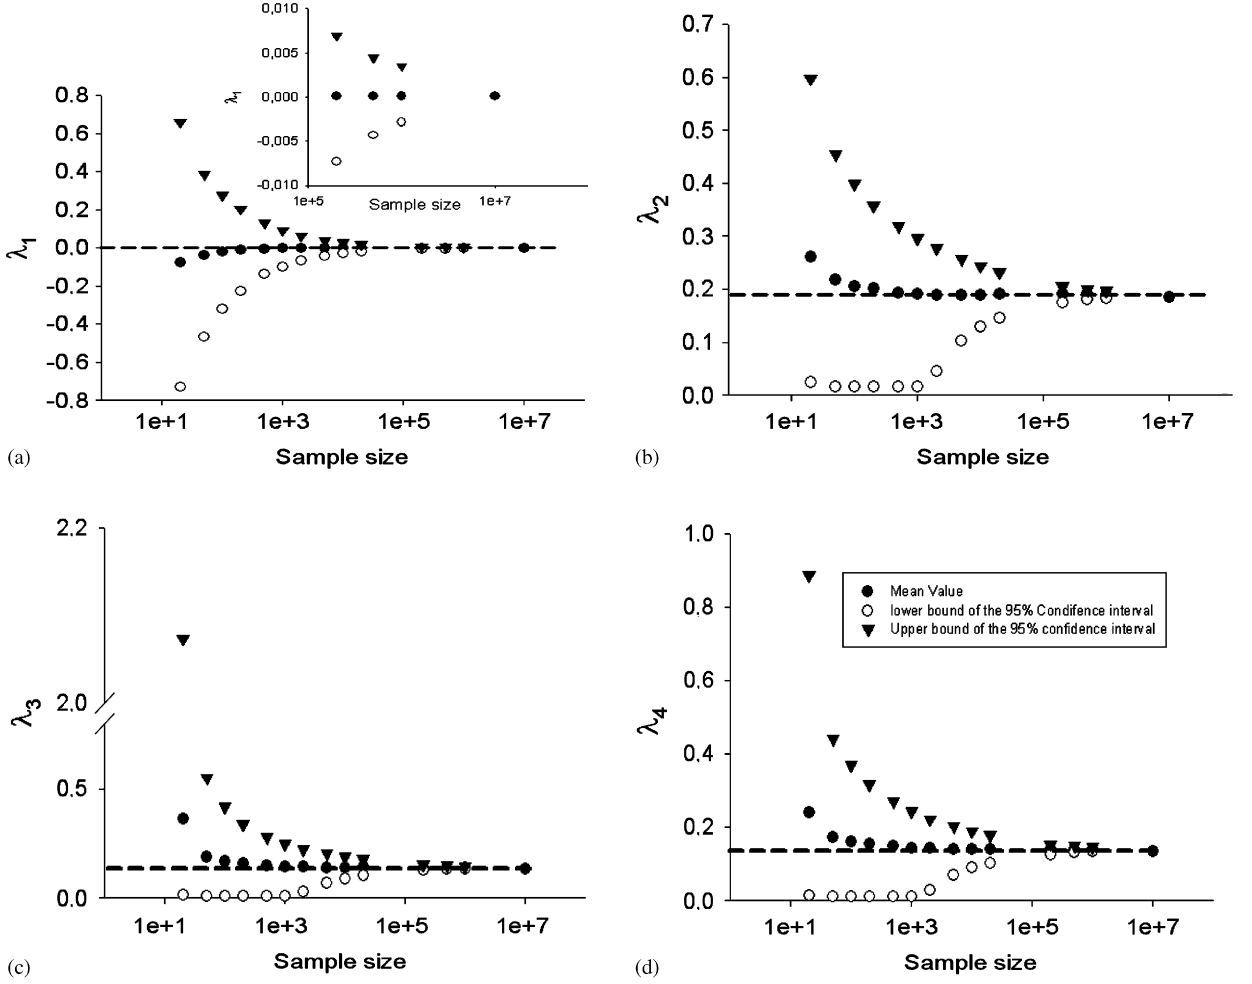 0,010
0,005
0,000
-0,005
-0,010
λ1
1e+5
1e+7
Sample size
0.8
0.6
0.4
0.2
0.0
-0.2
-0.4
-0.6
-0.8
λ1
1e+1
1e+3
1e+5
1e+7
Sample size
(a)
0.7
0.6
0.5
0.4
0.3
0.2
0.1
0.0
λ2
1e+1
1e+3
1e+5
1e+7
Sample size
(b)
2.2
2.0
0.5
0.0
λ3
1e+1
1e+3
1e+5
1e+7
Sample size
(c)
1.0
0.8
0.6
0.4
0.2
0.0
λ4
Mean Value
lower bound of the 95% Condifence interval
Upper bound of the 95% confidence interval
1e+1
1e+3
1e+5
1e+7
Sample size
(d)